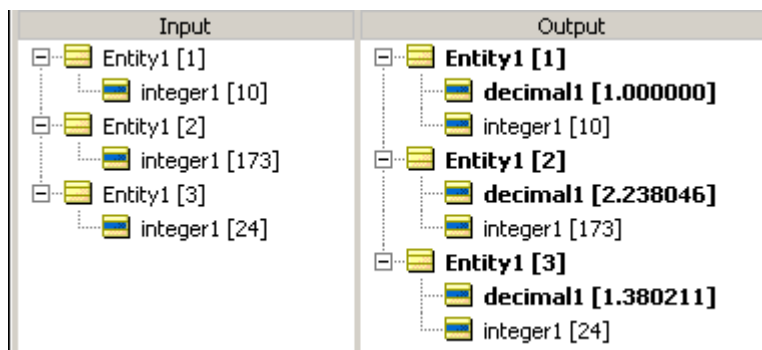 Input
Entity1 [1]
integer1 [10]
Entity1 [2]
integer1 [173]
Entity1 [3]
integer1 [24]
Output
Entity1 [1]
decimal1 [1.000000]
integer1 [10]
Entity1 [2]
decimal1 [2.238046]
integer1 [173]
Entity1 [3]
decimal1 [1.380211]
integer1 [24]